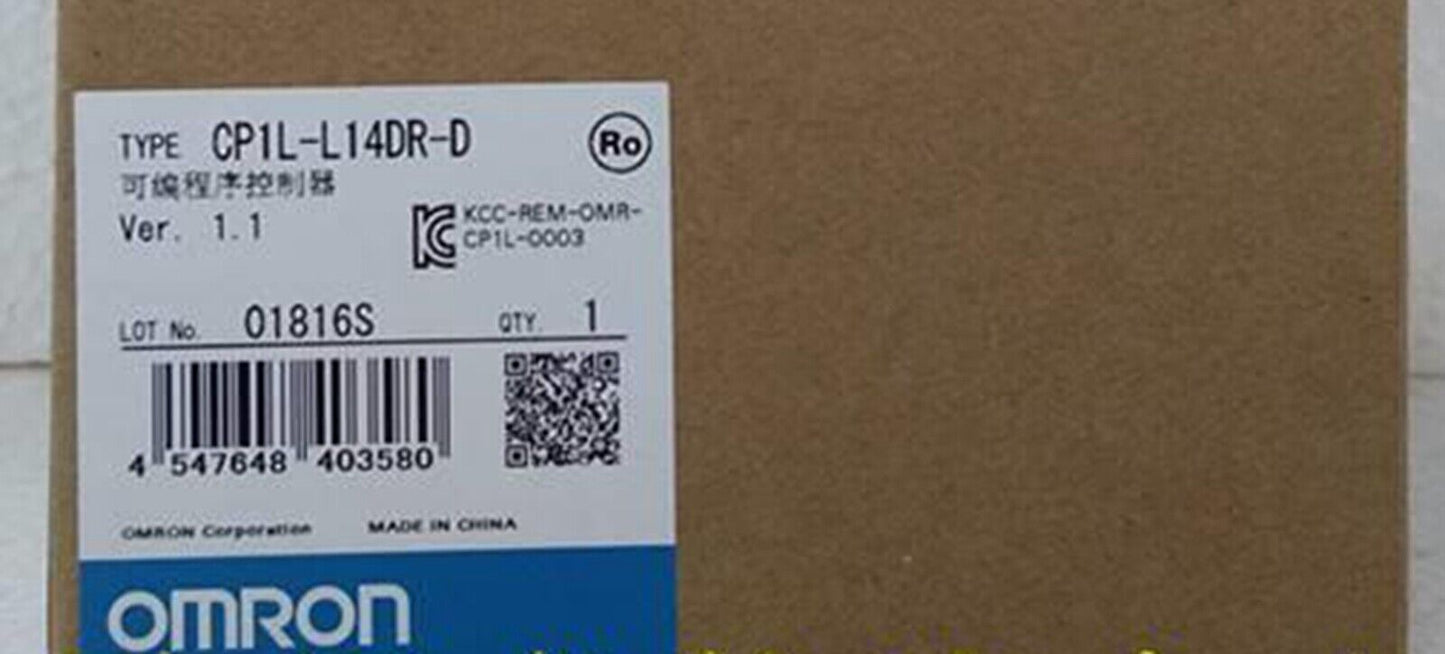 TYPE CP1L-L14DR-D
Ro
可编程序控制器
Ver. 1.1
KCC-REM-OMR-
CP1L-0003
LOT No. 01816S QTY. 1
4 547648 403580
OMRON Corporation MADE IN CHINA
OMRON